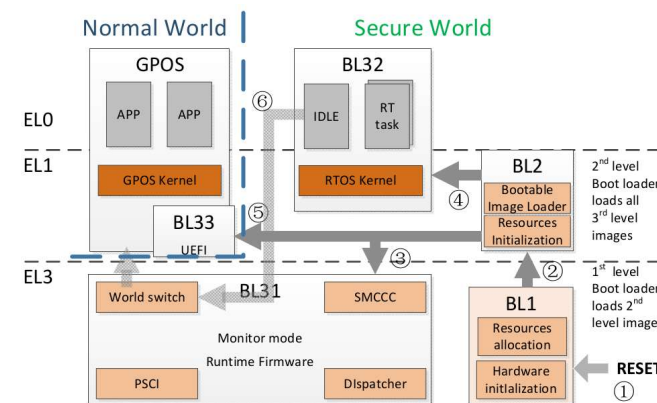 Normal World
Secure World
GPOS
APP
APP
GPOS Kernel
BL33
UEFI
⑥
BL32
IDLE
RT
task
RTOS Kernel
EL0
EL1
EL3
BL2
Bootable
Image Loader
Resources
Initialization
2nd level
Boot loader
loads all
3rd level
images
④
⑤
③
②
BL31
World switch
SMCCC
Monitor mode
Runtime Firmware
PSCI
DIspatcher
BL1
Resources
allocation
Hardware
initIalization
1st level
Boot loader
loads 2nd
level image
RESET
①